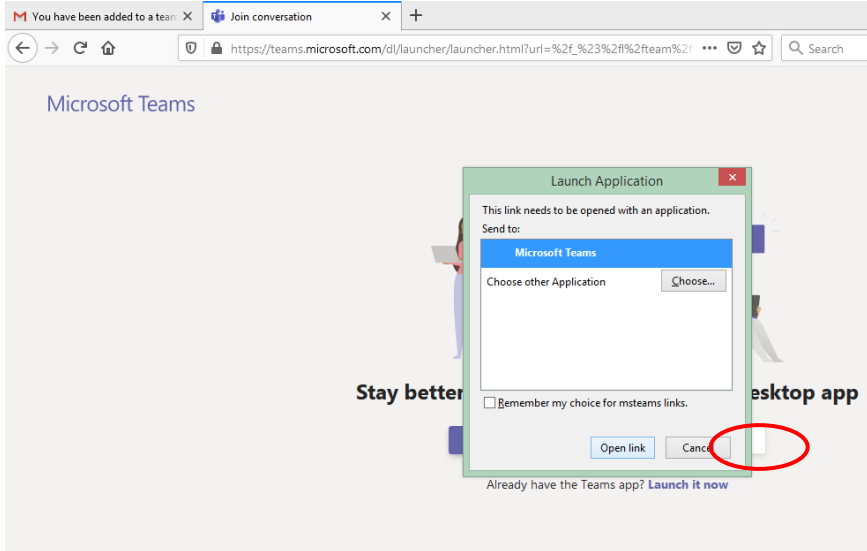 You have been added to a team
Join conversation
https://teams.microsoft.com/dl/launcher/launcher.html?url=%2f_%23%2fl%2fteam%2f
Search
Microsoft Teams
Launch Application
This link needs to be opened with an application.
Send to:
Microsoft Teams
Choose other Application
Choose...
Stay better
esktop app
Remember my choice for msteams links.
Open link
Cance
Already have the Teams app? Launch it now